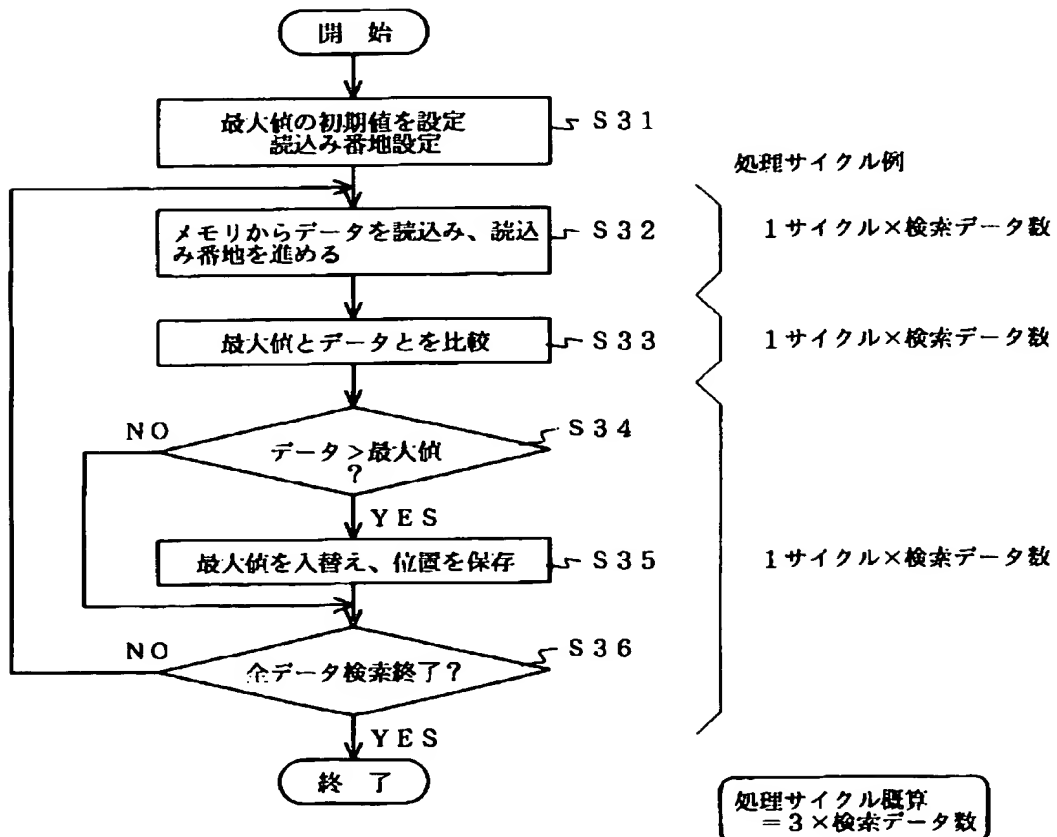 開 始
最大値の初期値を設定
読込み番地設定
S31
処理サイクル例
メモリからデータを読込み、読込
み番地を進める
S32
1サイクル×検索データ数
最大値とデータとを比較
S33
1サイクル×検索データ数
NO
データ>最大値
?
S34
YES
最大値を入替え、位置を保存
S35
1サイクル×検索データ数
NO
全データ検索終了?
S36
YES
終 了
処理サイクル概算
=3×検索データ数